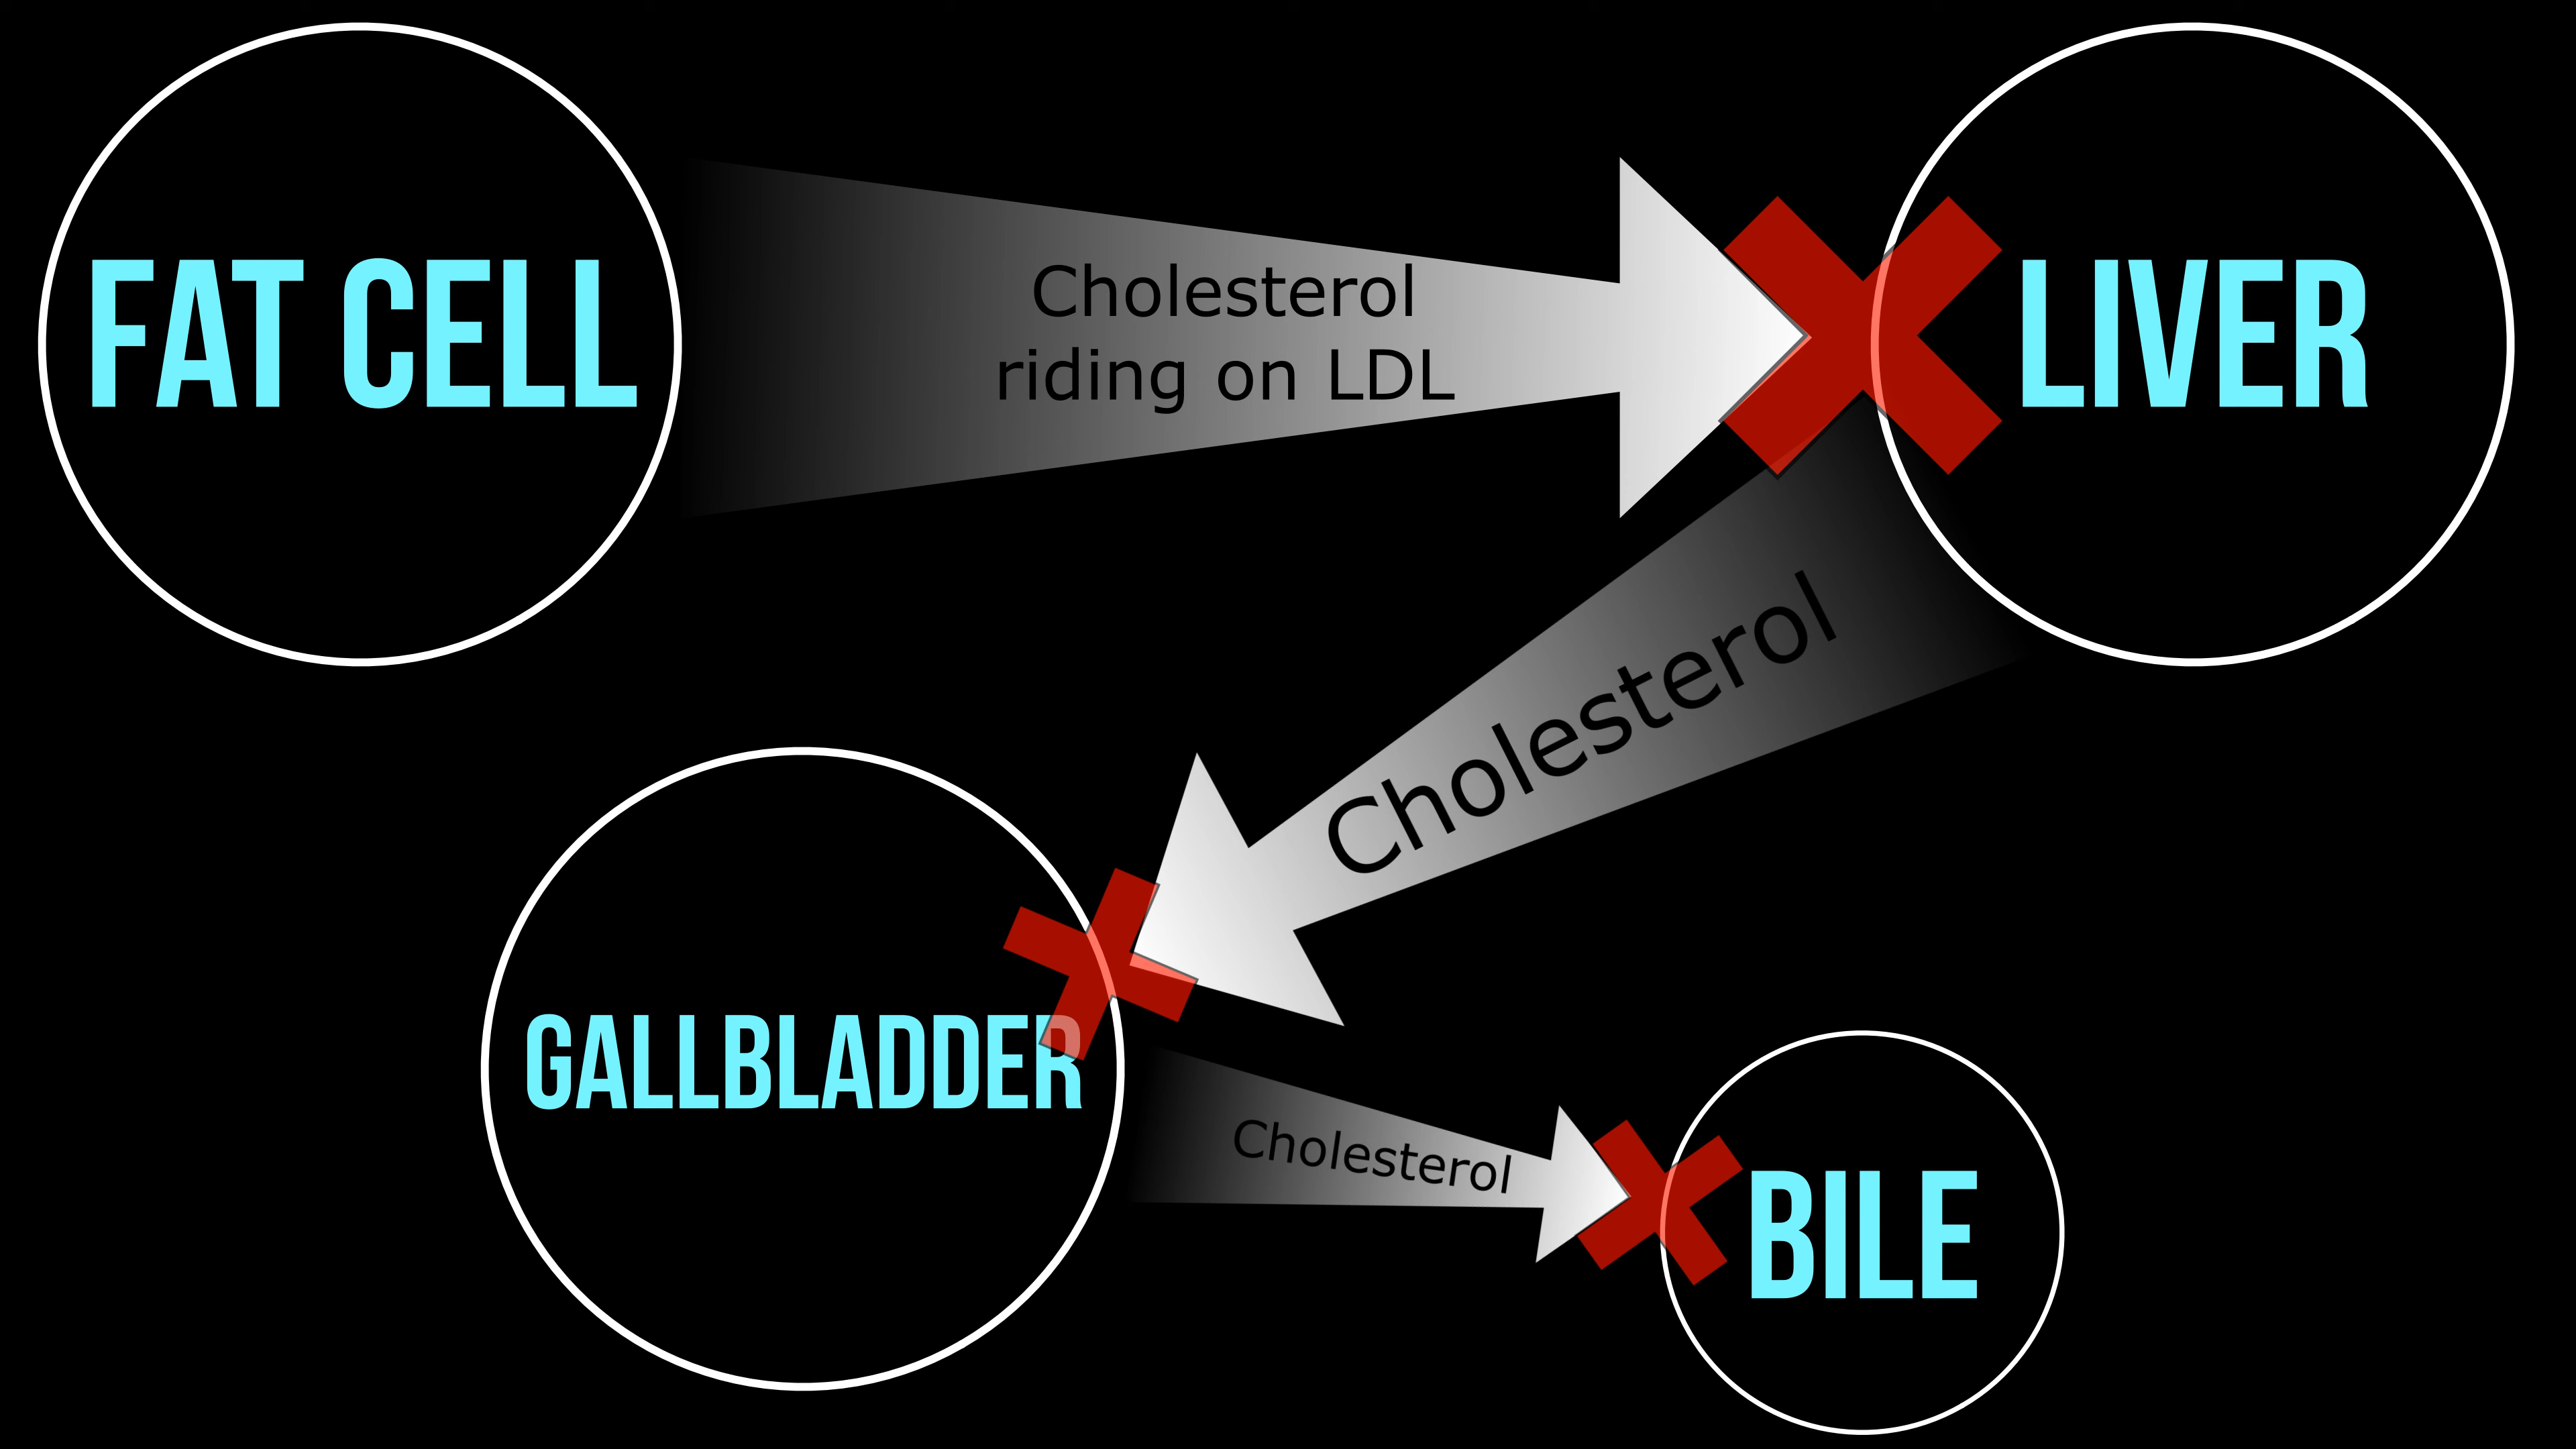 FAT CELL
Cholesterol
riding on LDL
LIVER
Cholesterol
GALLBLADDER
Cholesterol
BILE